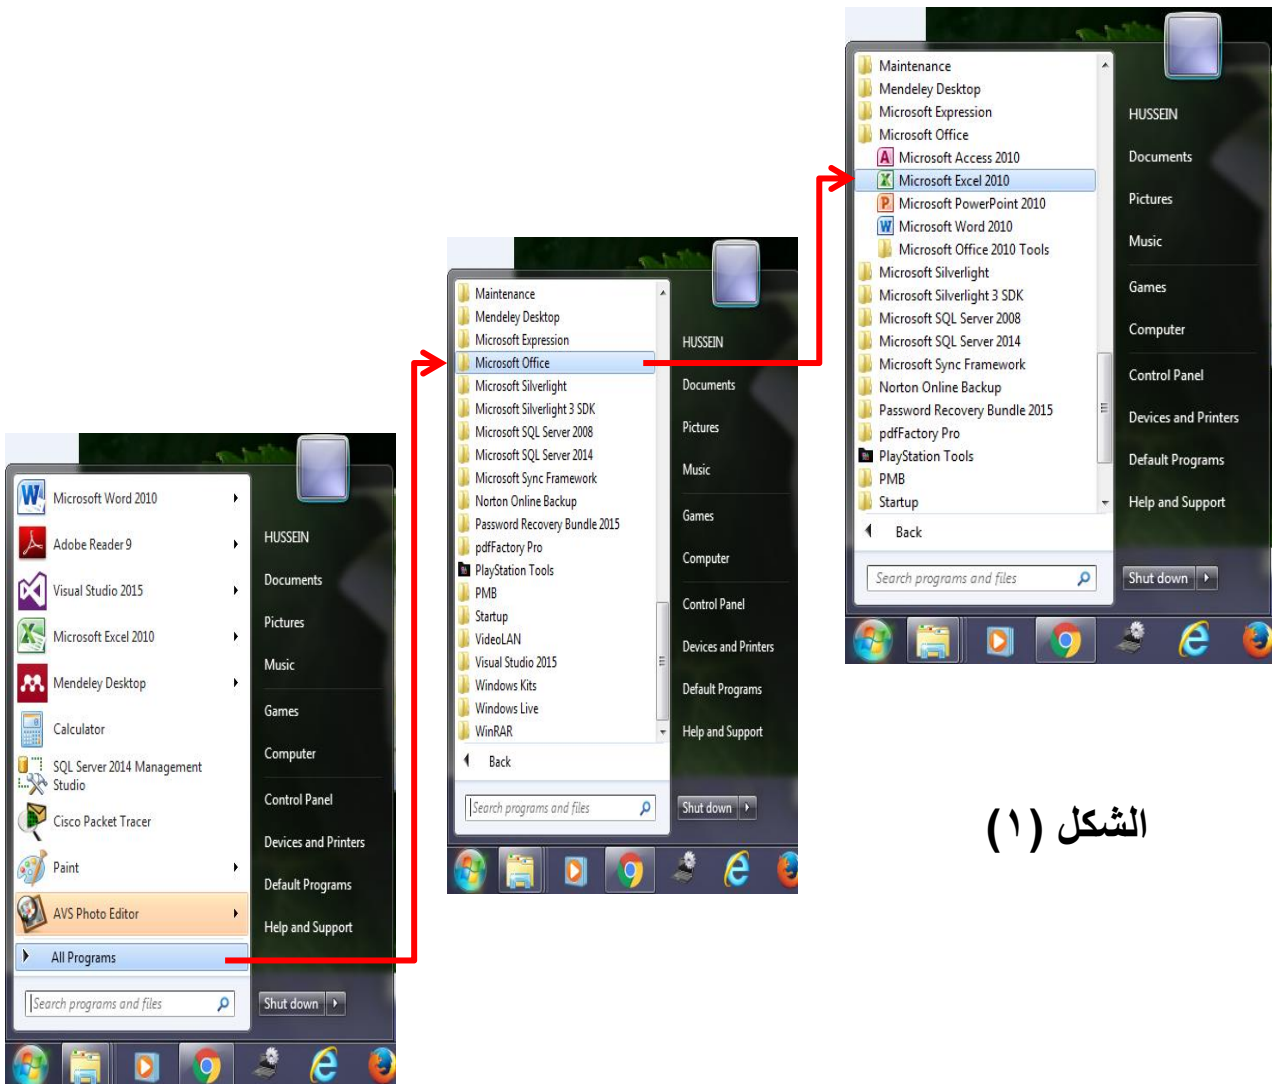 Microsoft Word 2010
Adobe Reader 9
Visual Studio 2015
Microsoft Excel 2010
Mendeley Desktop
Calculator
SQL Server 2014 Management
Studio
Cisco Packet Tracer
Paint
AVS Photo Editor
All Programs
Search programs and files
HUSSEIN
Documents
Pictures
Music
Games
Computer
Control Panel
Devices and Printers
Default Programs
Help and Support
Shut down
Maintenance
Mendeley Desktop
Microsoft Expression
Microsoft Office
Microsoft Silverlight
Microsoft Silverlight 3 SDK
Microsoft SQL Server 2008
Microsoft SQL Server 2014
Microsoft Sync Framework
Norton Online Backup
Password Recovery Bundle 2015
pdfFactory Pro
PlayStation Tools
PMB
Startup
VideoLAN
Visual Studio 2015
Windows Kits
Windows Live
WinRAR
Back
Search programs and files
HUSSEIN
Documents
Pictures
Music
Games
Computer
Control Panel
Devices and Printers
Default Programs
Help and Support
Shut down
Maintenance
Mendeley Desktop
Microsoft Expression
Microsoft Office
Microsoft Access 2010
Microsoft Excel 2010
Microsoft PowerPoint 2010
Microsoft Word 2010
Microsoft Office 2010 Tools
Microsoft Silverlight
Microsoft Silverlight 3 SDK
Microsoft SQL Server 2008
Microsoft SQL Server 2014
Microsoft Sync Framework
Norton Online Backup
Password Recovery Bundle 2015
pdfFactory Pro
PlayStation Tools
PMB
Startup
Back
Search programs and files
HUSSEIN
Documents
Pictures
Music
Games
Computer
Control Panel
Devices and Printers
Default Programs
Help and Support
Shut down
الشكل (١)